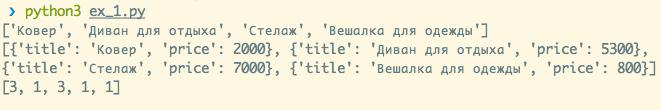 ❯ python3 ex_1.py
['Ковер', 'Диван для отдыха', 'Стелаж', 'Вешалка для одежды']
[{'title': 'Ковер', 'price': 2000}, {'title': 'Диван для отдыха', 'price': 5300},
{'title': 'Стелаж', 'price': 7000}, {'title': 'Вешалка для одежды', 'price': 800}]
[3, 1, 3, 1, 1]